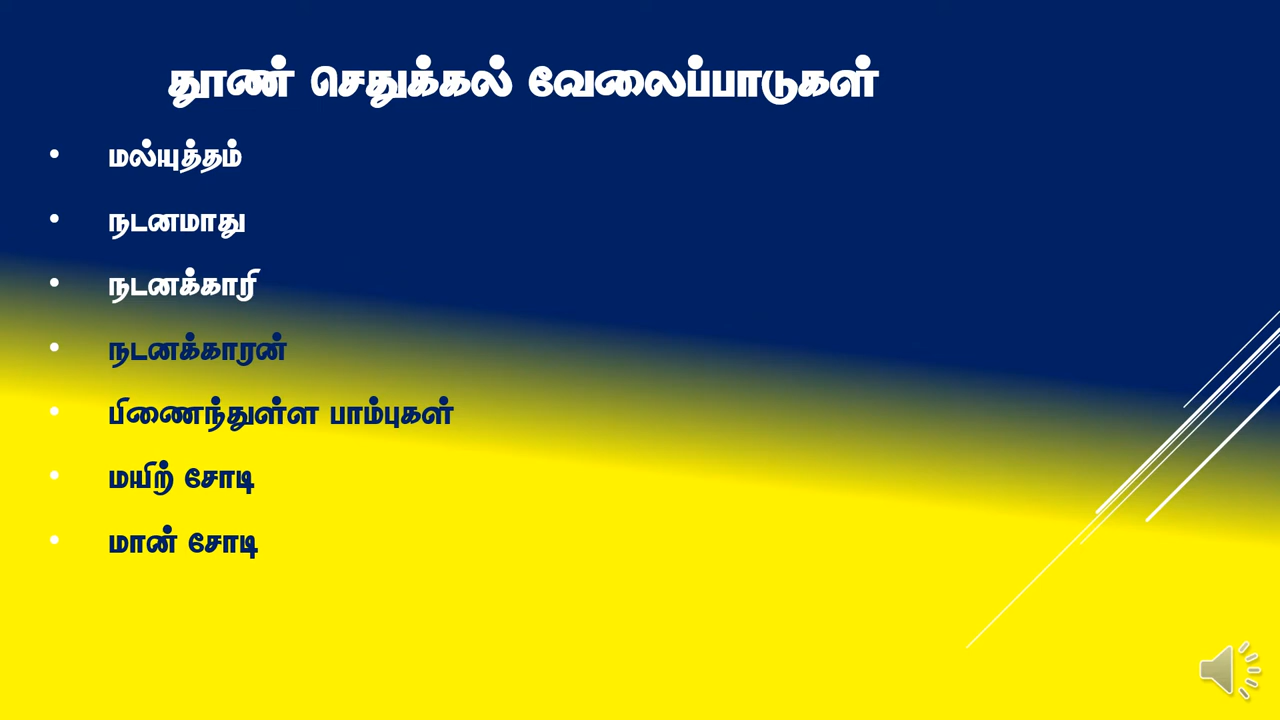 தூண் செதுக்கல் வேலைப்பாடுகள்
• மல்யுத்தம்
• நடனமாது
• நடனக்காரி
• நடனக்காரன்
• பிணைந்துள்ள பாம்புகள்
• மயிற் சோடி
• மான் சோடி